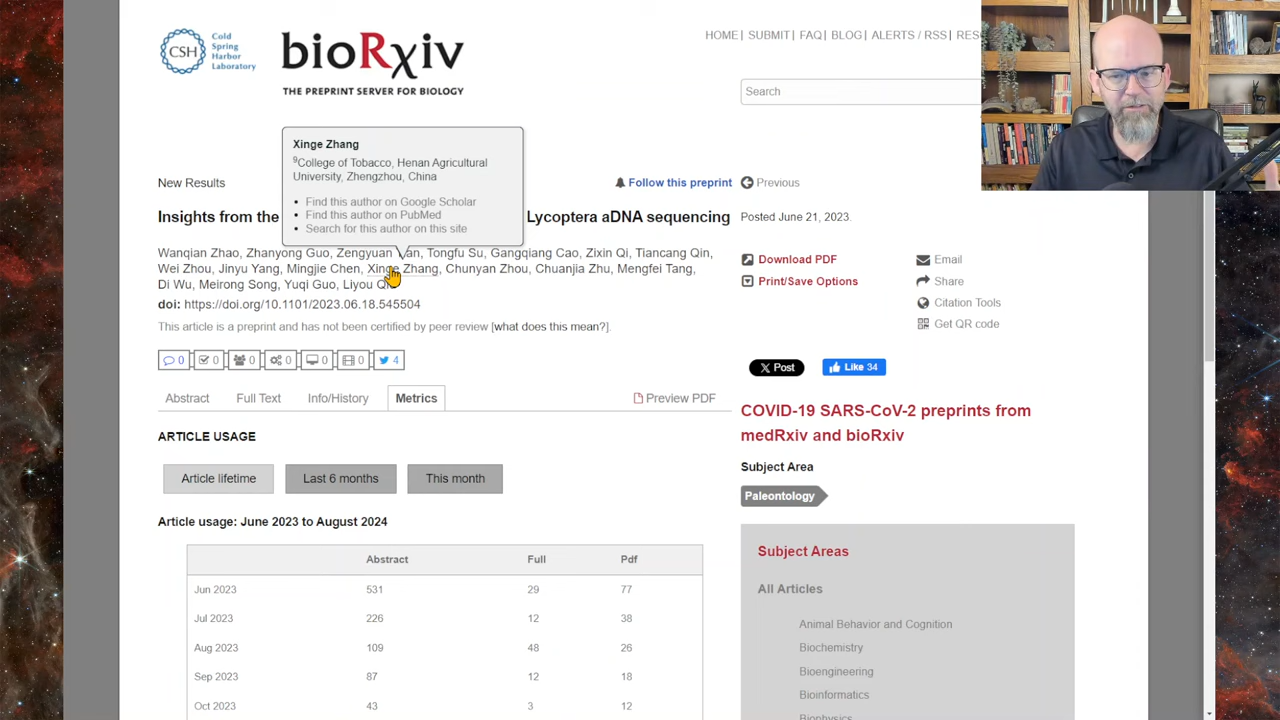 CSH
Cold
Spring
Harbor
Laboratory
bioRxiv
THE PREPRINT SERVER FOR BIOLOGY
HOME| SUBMIT| FAQ| BLOG| ALERTS / RSS|
Search
Xinge Zhang
9College of Tobacco, Henan Agricultural
University, Zhengzhou, China
• Find this author on Google Scholar
• Find this author on PubMed
• Search for this author on this site
New Results
Follow this preprint
Insights from the Lycoptera aDNA sequencing
Wanqian Zhao, Zhanyong Guo, Zengyuan Tongfu Su, Gangqiang Cao, Zixin Qi, Tiancang Qin,
Wei Zhou, Jinyu Yang, Mingjie Chen, Xinge Zhang, Chunyan Zhou, Chuanjia Zhu, Mengfei Tang,
Di Wu, Meirong Song, Yuqi Guo, Liyou
doi: https://doi.org/10.1101/2023.06.18.545504
This article is a preprint and has not been certified by peer review [what does this mean?].
0 0 0 0 0 0 4
Abstract Full Text Info/History Metrics Preview PDF
ARTICLE USAGE
Article lifetime Last 6 months This month
Article usage: June 2023 to August 2024
Abstract Full Pdf
Jun 2023 531 29 77
Jul 2023 226 12 38
Aug 2023 109 48 26
Sep 2023 87 12 18
Oct 2023 43 3 12
Previous
Posted June 21, 2023.
Download PDF
Print/Save Options
Email
Share
Citation Tools
Get QR code
X Post
Like 34
COVID-19 SARS-CoV-2 preprints from
medRxiv and bioRxiv
Subject Area
Paleontology
Subject Areas
All Articles
Animal Behavior and Cognition
Biochemistry
Bioengineering
Bioinformatics
Biophysics